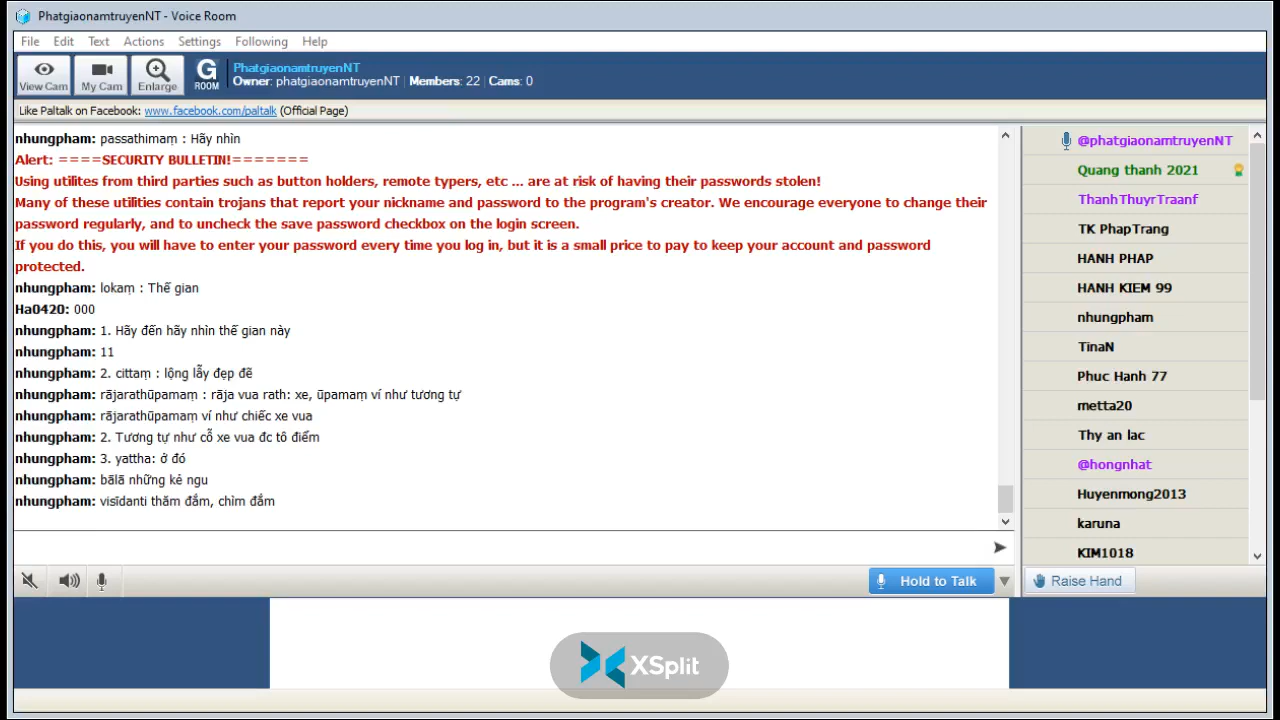 PhatgiaonamtruyenNT - Voice Room
File Edit Text Actions Settings Following Help
View Cam
My Cam
Enlarge
G
ROOM
PhatgiaonamtruyenNT
Owner: phatgiaonamtruyenNT | Members: 22 | Cams: 0
Like Paltalk on Facebook: www.facebook.com/paltalk (Official Page)
nhungpham: passathimaṃ : Hãy nhìn
Alert: ====SECURITY BULLETIN!=======
Using utilites from third parties such as button holders, remote typers, etc ... are at risk of having their passwords stolen!
Many of these utilities contain trojans that report your nickname and password to the program's creator. We encourage everyone to change their
password regularly, and to uncheck the save password checkbox on the login screen.
If you do this, you will have to enter your password every time you log in, but it is a small price to pay to keep your account and password
protected.
nhungpham: lokaṃ : Thế gian
Ha0420: 000
nhungpham: 1. Hãy đến hãy nhìn thế gian này
nhungpham: 11
nhungpham: 2. cittaṃ : lộng lẫy đẹp đẽ
nhungpham: rājarathūpamaṃ : rāja vua rath: xe, ūpamaṃ ví như tương tự
nhungpham: rājarathūpamaṃ ví như chiếc xe vua
nhungpham: 2. Tương tự như cỗ xe vua đc tô điểm
nhungpham: 3. yattha: ở đó
nhungpham: bālā những kẻ ngu
nhungpham: visīdanti thăm đắm, chìm đắm
Hold to Talk
@phatgiaonamtruyenNT
Quang thanh 2021
ThanhThuyrTraanf
TK PhapTrang
HANH PHAP
HANH KIEM 99
nhungpham
TinaN
Phuc Hanh 77
metta20
Thy an lac
@hongnhat
Huyenmong2013
karuna
KIM1018
Raise Hand
XSplit